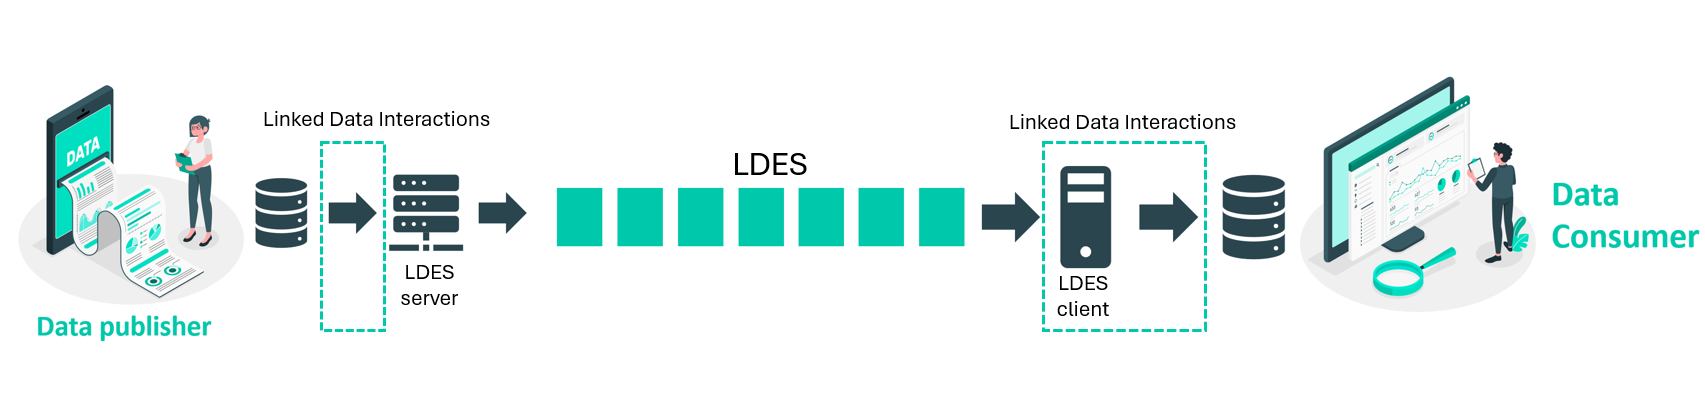 DATA
Data publisher
Linked Data Interactions
LDES
server
LDES
Linked Data Interactions
LDES
client
Data
Consumer